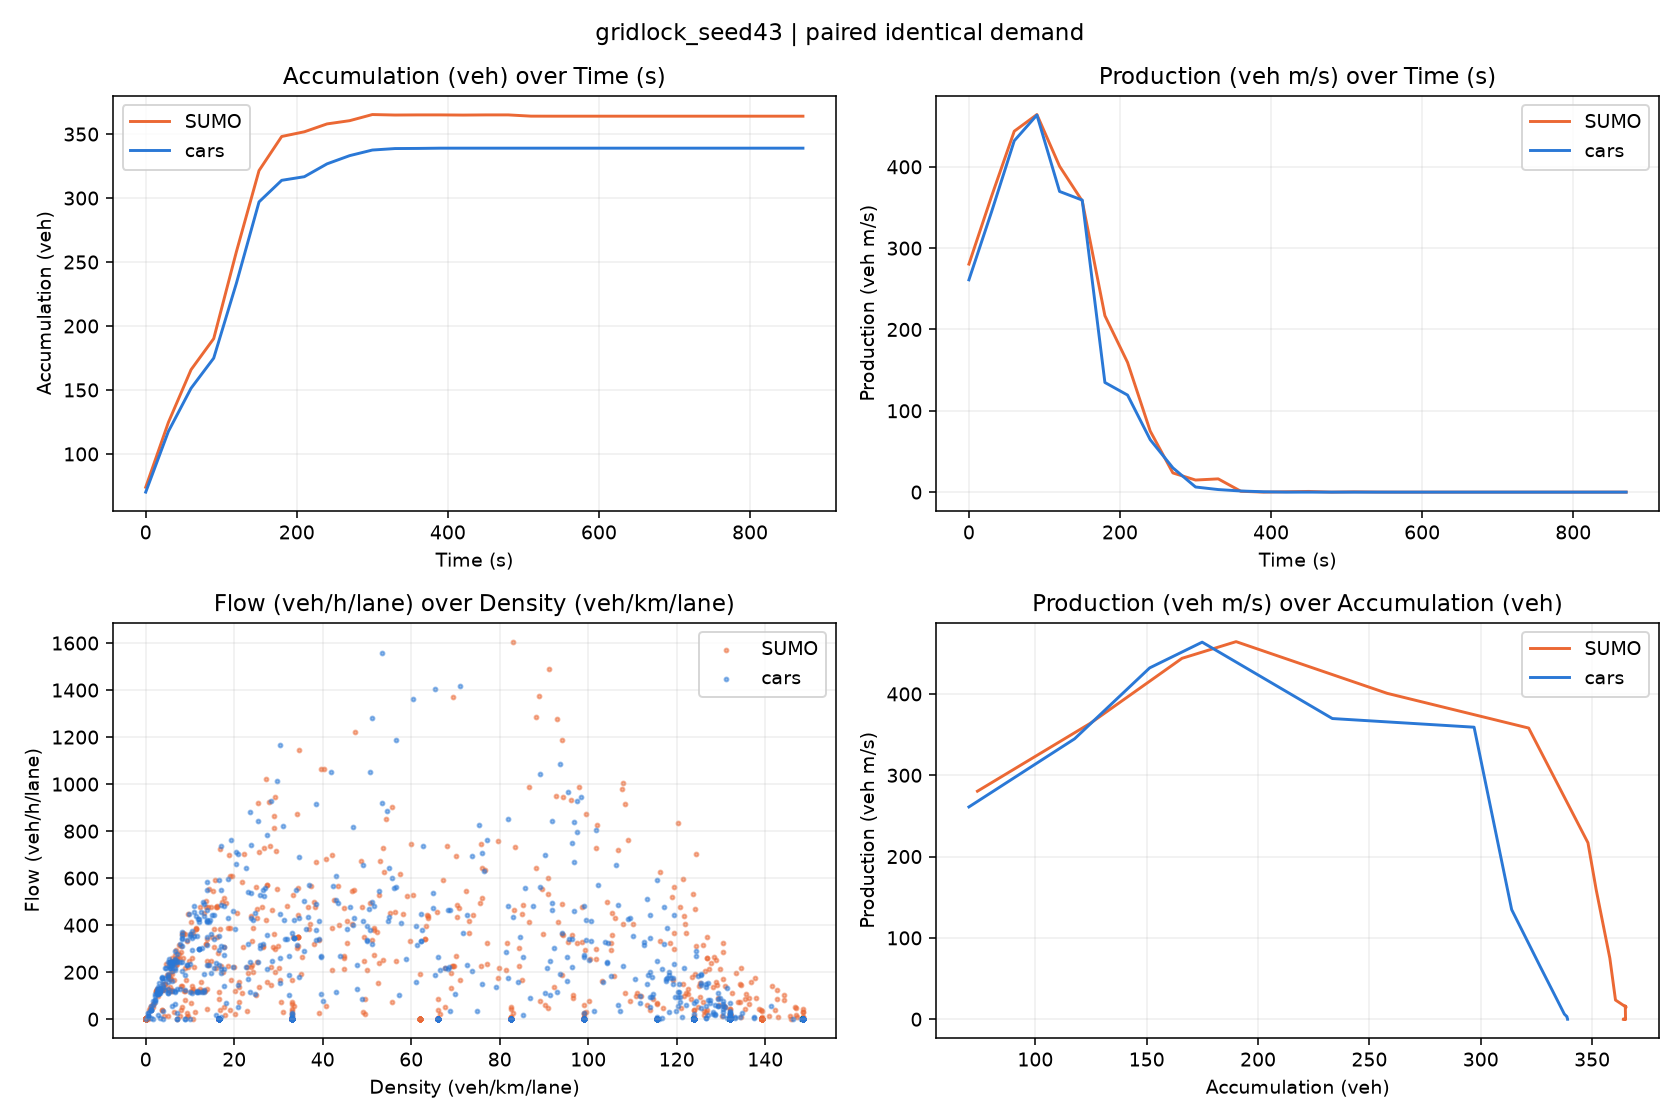 gridlock_seed43 | paired identical demand
Accumulation (veh) over Time (s)
Accumulation (veh)
350
300
250
200
150
100
SUMO
cars
0 200 400 600 800
Time (s)
Production (veh m/s) over Time (s)
Production (veh m/s)
400
300
200
100
0
SUMO
cars
0 200 400 600 800
Time (s)
Flow (veh/h/lane) over Density (veh/km/lane)
Flow (veh/h/lane)
1600
1400
1200
1000
800
600
400
200
0
SUMO
cars
0 20 40 60 80 100 120 140
Density (veh/km/lane)
Production (veh m/s) over Accumulation (veh)
Production (veh m/s)
400
300
200
100
0
SUMO
cars
100 150 200 250 300 350
Accumulation (veh)